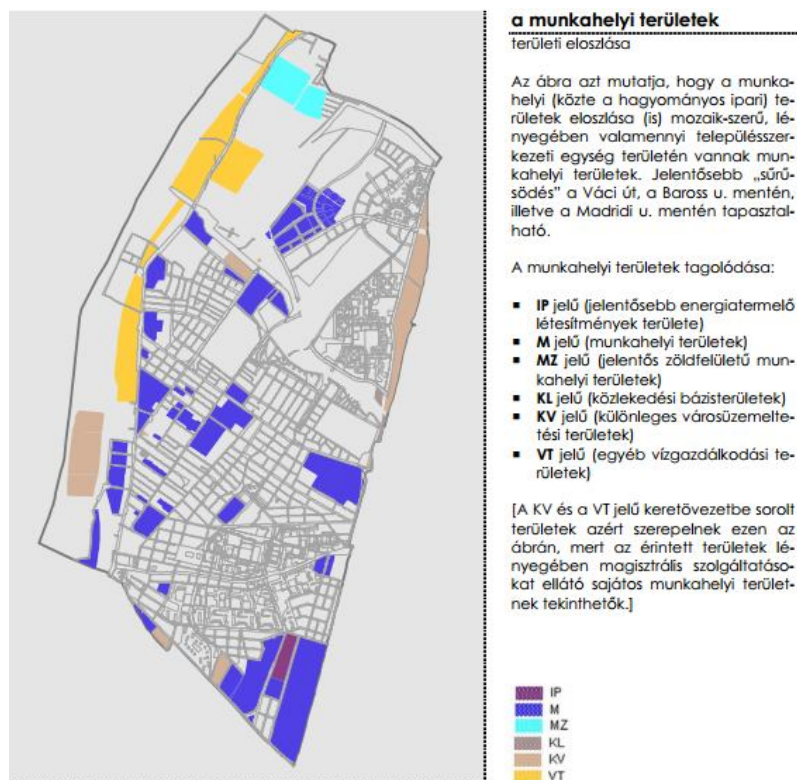 a munkahelyi területek
területi eloszlása
Az ábra azt mutatja, hogy a munka-
helyi (közte a hagyományos ipari) te-
rületek eloszlása (is) mozaik-szerű, lé-
nyegében valamennyi településszer-
kezeti egység területén vannak mun-
kahelyi területek. Jelentősebb „sűrű-
södés” a Váci út, a Baross u. mentén,
illetve a Madridi u. mentén tapasztal-
ható.
A munkahelyi területek tagolódása:
▪ IP jelű (jelentősebb energiatermelő
létesítmények területe)
▪ M jelű (munkahelyi területek)
▪ MZ jelű (jelentős zöldfelületű mun-
kahelyi területek)
▪ KL jelű (közlekedési bázisterületek)
▪ KV jelű (különleges városüzemelte-
tési területek)
▪ VT jelű (egyéb vízgazdálkodási te-
rületek)
[A KV és a VT jelű keretövezetbe sorolt
területek azért szerepelnek ezen az
ábrán, mert az érintett területek lé-
nyegében magisztrális szolgáltatáso-
kat ellátó sajátos munkahelyi terület-
nek tekinthetők.]
IP
M
MZ
KL
KV
VT